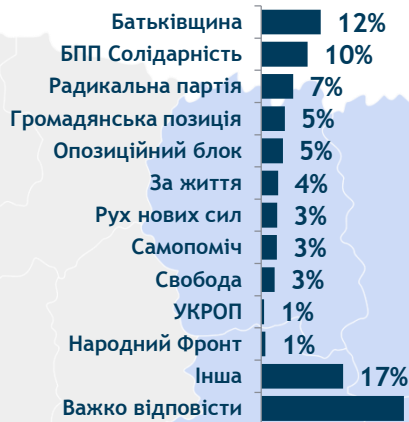 Батьківщина 12%
БПП Солідарність 10%
Радикальна партія 7%
Громадянська позиція 5%
Опозиційний блок 5%
За життя 4%
Рух нових сил 3%
Самопоміч 3%
Свобода 3%
УКРОП 1%
Народний Фронт 1%
Інша 17%
Важко відповісти